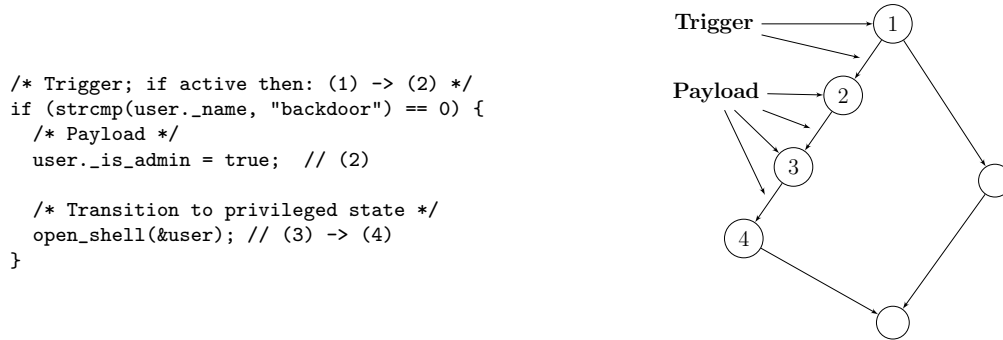 /* Trigger; if active then: (1) -> (2) */
if (strcmp(user._name, "backdoor") == 0) {
  /* Payload */
  user._is_admin = true;  // (2)

  /* Transition to privileged state */
  open_shell(&user); // (3) -> (4)
}
Trigger
1
Payload
2
3
4